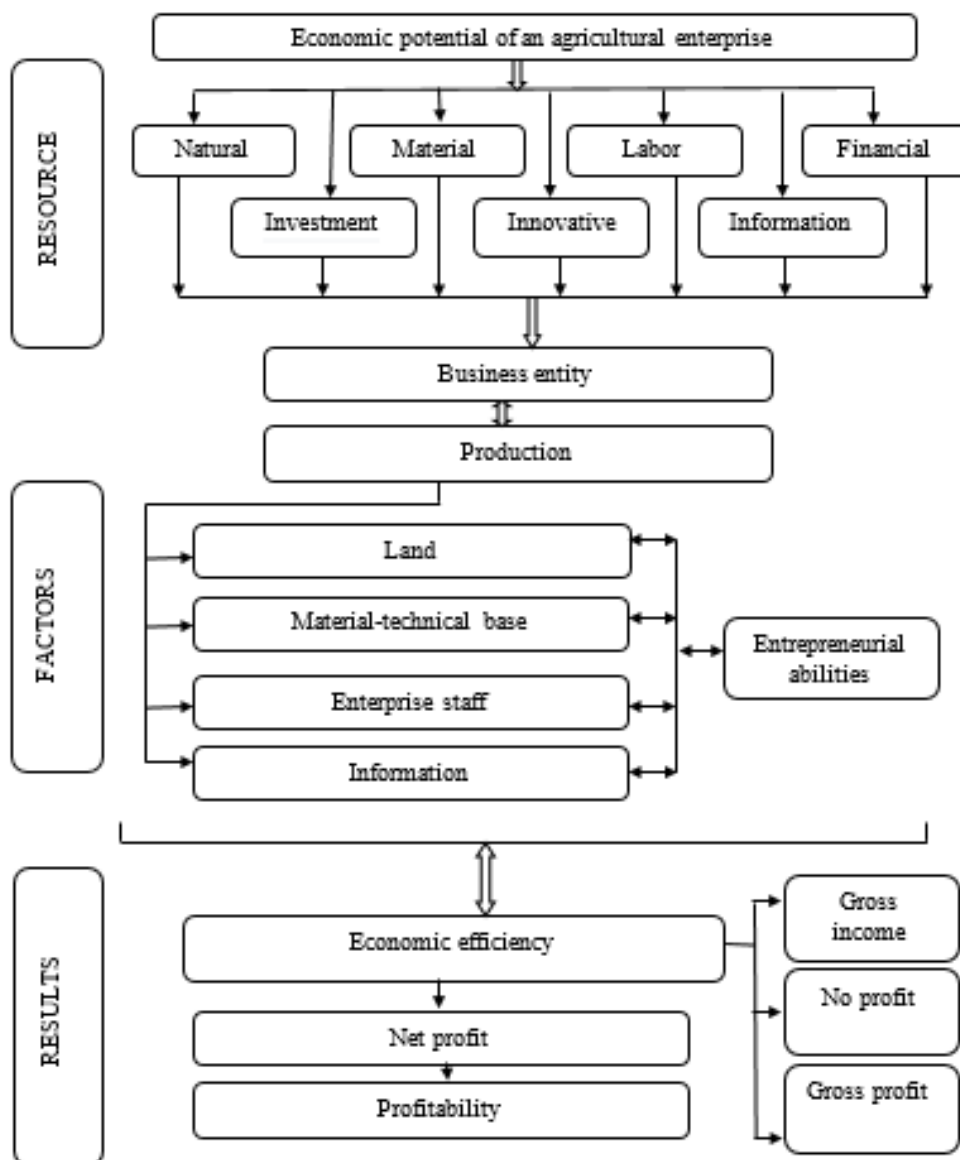 Economic potential of an agricultural enterprise
RESOURCE
Natural
Material
Labor
Financial
Investment
Innovative
Information
Business entity
Production
FACTORS
Land
Material-technical base
Enterprise staff
Information
Entrepreneurial
abilities
RESULTS
Economic efficiency
Net profit
Profitability
Gross
income
No profit
Gross profit